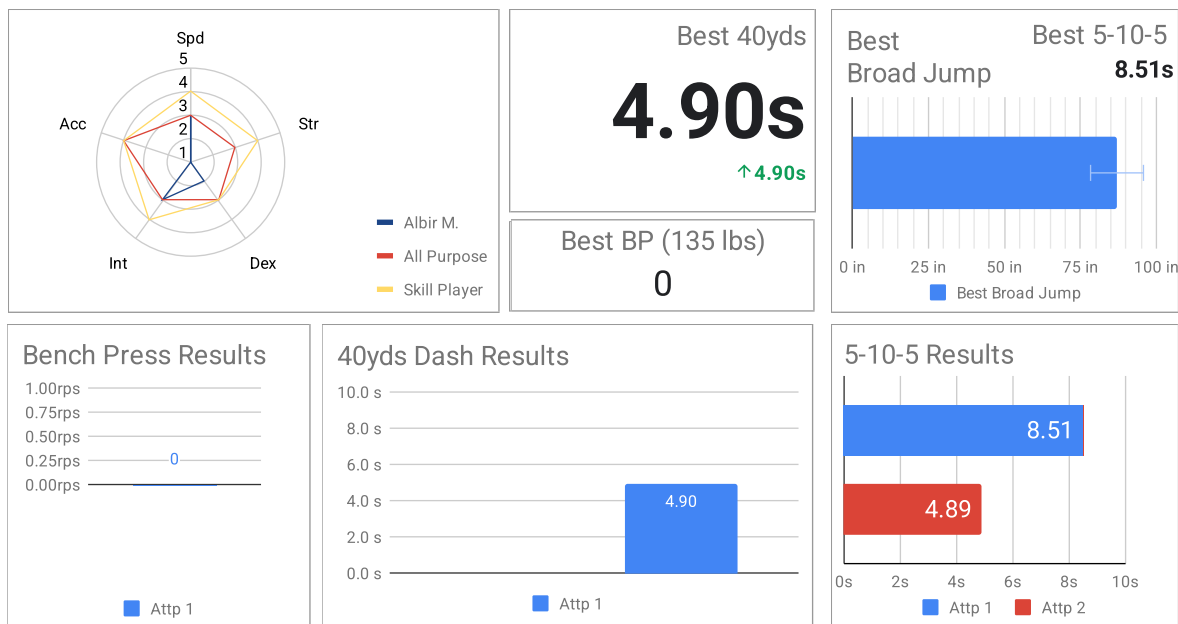 Spd
5
4
3
2
1
Acc
Str
Int
Dex
Albir M.
All Purpose
Skill Player
Best 40yds
4.90s
↑4.90s
Best BP (135 lbs)
0
Best
Broad Jump
Best 5-10-5
8.51s
0 in 25 in 50 in 75 in 100 in
Best Broad Jump
Bench Press Results
1.00rps
0.75rps
0.50rps
0.25rps
0.00rps
0
Attp 1
40yds Dash Results
10.0 s
8.0 s
6.0 s
4.0 s
2.0 s
0.0 s
4.90
Attp 1
5-10-5 Results
8.51
4.89
0s 2s 4s 6s 8s 10s
Attp 1 Attp 2